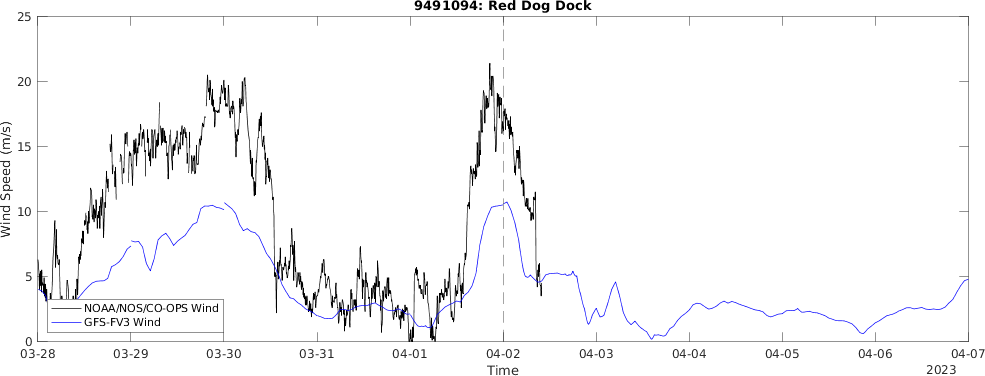 9491094: Red Dog Dock
25
20
15
10
5
0
Wind Speed (m/s)
NOAA/NOS/CO-OPS Wind
GFS-FV3 Wind
03-28 03-29 03-30 03-31 04-01 04-02 04-03 04-04 04-05 04-06 04-07
Time
2023